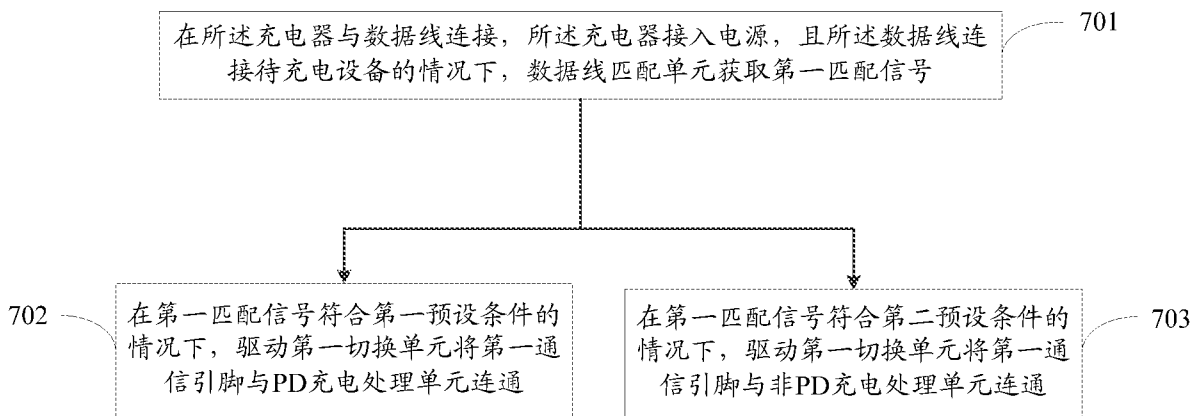 在所述充电器与数据线连接，所述充电器接入电源，且所述数据线连
接待充电设备的情况下，数据线匹配单元获取第一匹配信号
701
702
在第一匹配信号符合第一预设条件的
情况下，驱动第一切换单元将第一通
信引脚与PD充电处理单元连通
在第一匹配信号符合第二预设条件的
情况下，驱动第一切换单元将第一通
信引脚与非PD充电处理单元连通
703